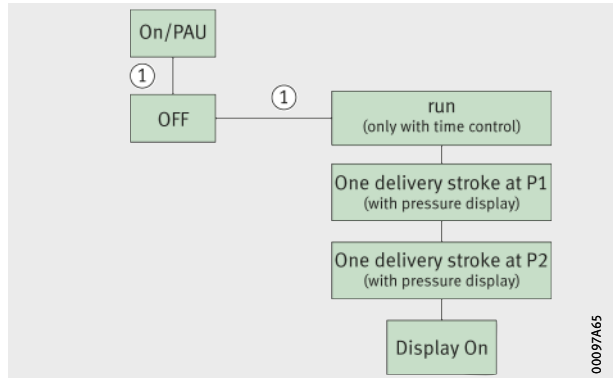 On/PAU
①
OFF
①
run
(only with time control)
One delivery stroke at P1
(with pressure display)
One delivery stroke at P2
(with pressure display)
Display On
00097A65